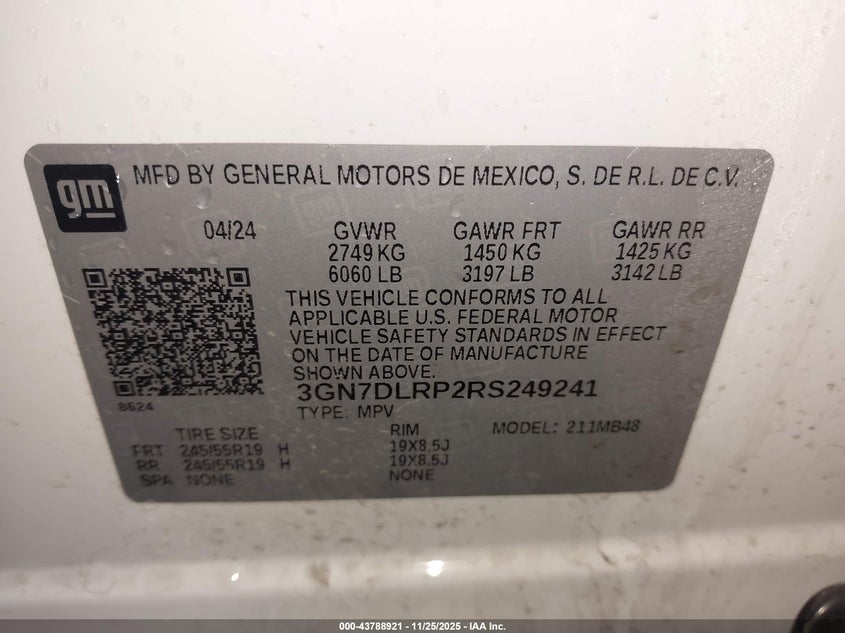 gm
MFD BY GENERAL MOTORS DE MEXICO, S. DE R.L. DE C.V.
04/24 GVWR GAWR FRT GAWR RR
2749 KG 1450 KG 1425 KG
6060 LB 3197 LB 3142 LB
THIS VEHICLE CONFORMS TO ALL
APPLICABLE U.S. FEDERAL MOTOR
VEHICLE SAFETY STANDARDS IN EFFECT
ON THE DATE OF MANUFACTURE
SHOWN ABOVE.
3GN7DLRP2RS249241
8624
TYPE: MPV
TIRE SIZE RIM MODEL: 211MB48
FRT 245/55R19 H 19X8.5J
RR 245/55R19 H 19X8.5J
SPA NONE NONE
000-43788921 - 11/25/2025 - IAA Inc.